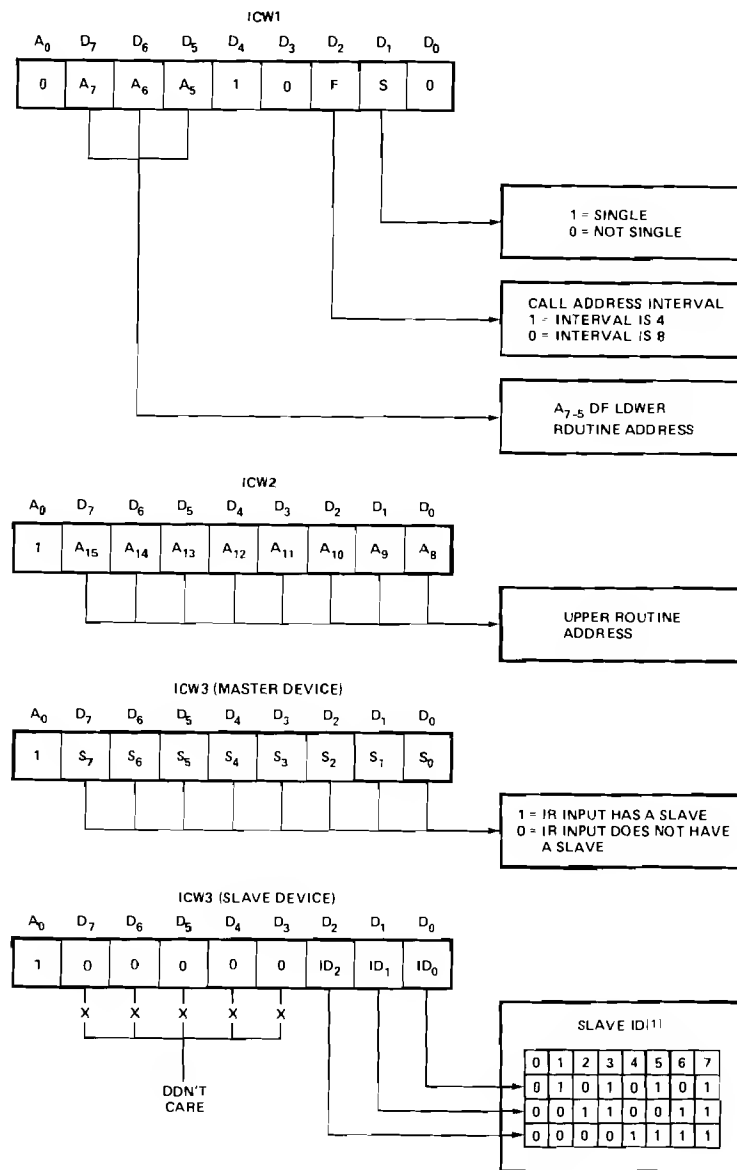 ICW1
A0 D7 D6 D5 D4 D3 D2 D1 D0
0 A7 A6 A5 1 0 F S 0
1 = SINGLE
0 = NOT SINGLE
CALL ADDRESS INTERVAL
1 = INTERVAL IS 4
0 = INTERVAL IS 8
A7-5 DF LDWER
RDUTINE ADDRESS
ICW2
A0 D7 D6 D5 D4 D3 D2 D1 D0
1 A15 A14 A13 A12 A11 A10 A9 A8
UPPER ROUTINE
ADDRESS
ICW3 (MASTER DEVICE)
A0 D7 D6 D5 D4 D3 D2 D1 D0
1 S7 S6 S5 S4 S3 S2 S1 S0
1 = IR INPUT HAS A SLAVE
0 = IR INPUT DOES NOT HAVE
A SLAVE
ICW3 (SLAVE DEVICE)
A0 D7 D6 D5 D4 D3 D2 D1 D0
1 0 0 0 0 0 ID2 ID1 ID0
X X X X X
DDN'T
CARE
SLAVE ID(1)
0 1 2 3 4 5 6 7
0 1 0 1 0 1 0 1
0 0 1 1 0 0 1 1
0 0 0 0 1 1 1 1